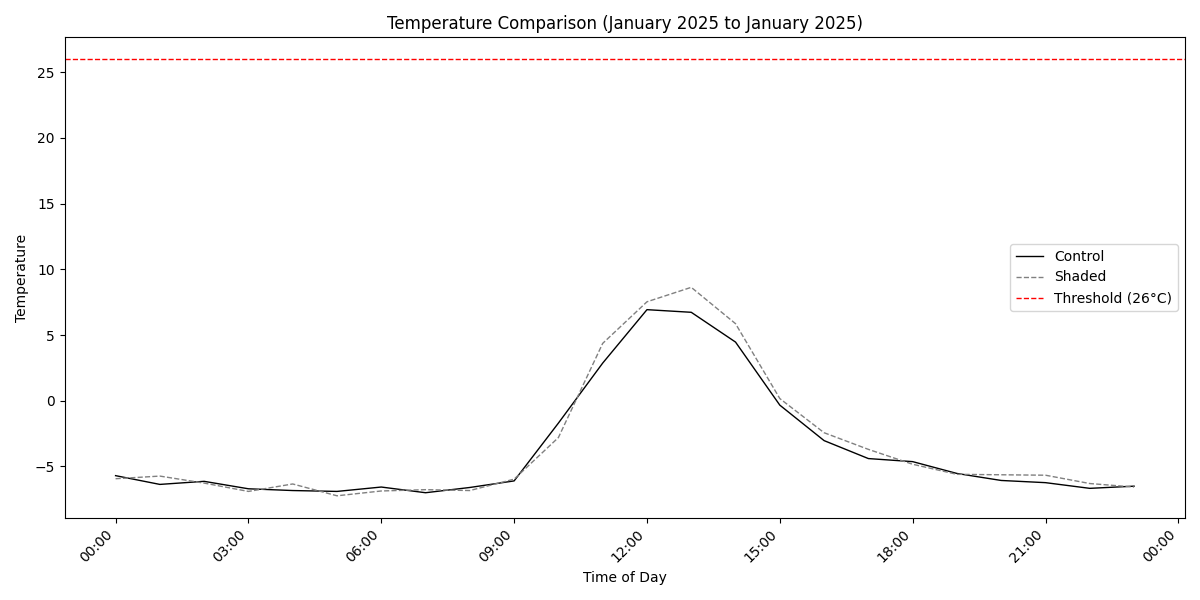 Temperature Comparison (January 2025 to January 2025)
25
20
15
10
5
0
−5
Temperature
Control
Shaded
Threshold (26°C)
00:00
03:00
06:00
09:00
12:00
15:00
18:00
21:00
00:00
Time of Day